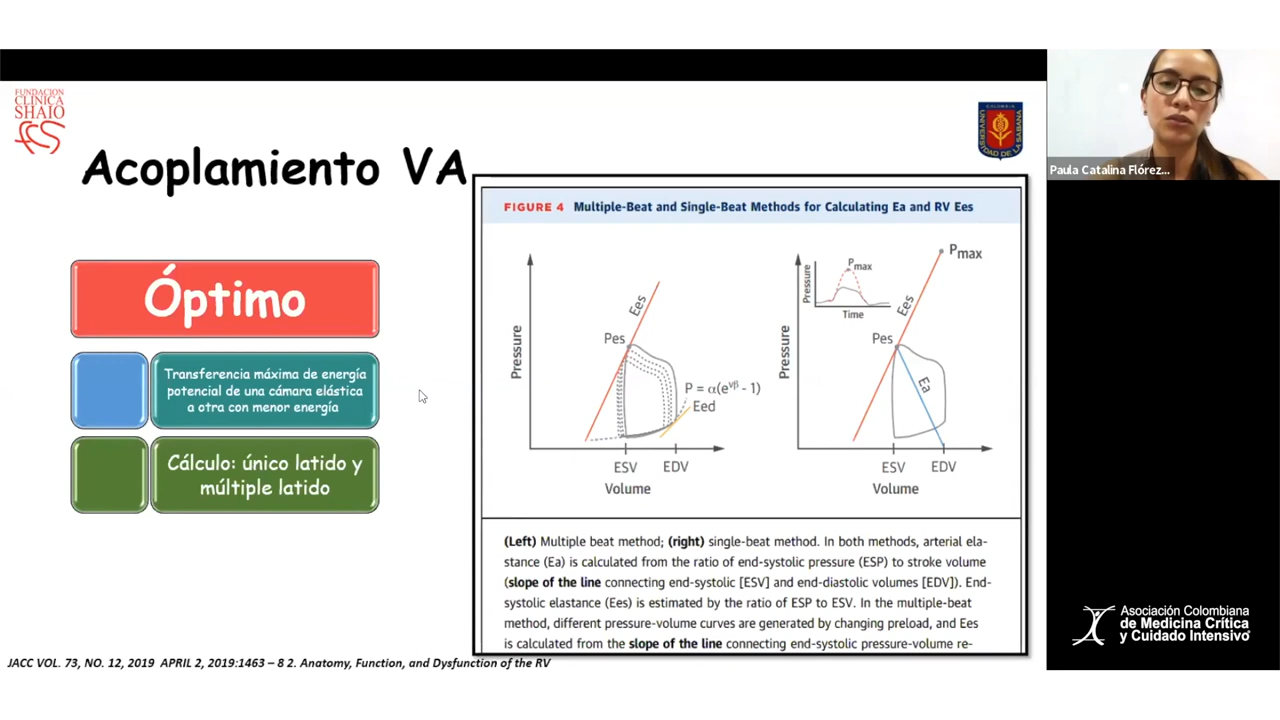 FUNDACION
CLÍNICA
SHAIO
Acoplamiento VA
Óptimo
Transferencia máxima de energía
potencial de una cámara elástica
a otra con menor energía
Cálculo: único latido y
múltiple latido
COLOMBIA
UNIVERSIDAD DE LA SABANA
FIGURE 4 Multiple-Beat and Single-Beat Methods for Calculating Ea and RV Ees
Pressure
Ees
Pes
P = α(e^Vβ - 1)
Eed
ESV EDV
Volume
Pressure
Pmax
Pressure
Pmax
Time
Ees
Pes
Ea
ESV EDV
Volume
(Left) Multiple beat method; (right) single-beat method. In both methods, arterial ela-
stance (Ea) is calculated from the ratio of end-systolic pressure (ESP) to stroke volume
(slope of the line connecting end-systolic [ESV] and end-diastolic volumes [EDV]). End-
systolic elastance (Ees) is estimated by the ratio of ESP to ESV. In the multiple-beat
method, different pressure-volume curves are generated by changing preload, and Ees
is calculated from the slope of the line connecting end-systolic pressure-volume re-
JACC VOL. 73, NO. 12, 2019 APRIL 2, 2019:1463 – 8 2. Anatomy, Function, and Dysfunction of the RV
Paula Catalina Flórez...
Asociación Colombiana
de Medicina Crítica
y Cuidado Intensivo